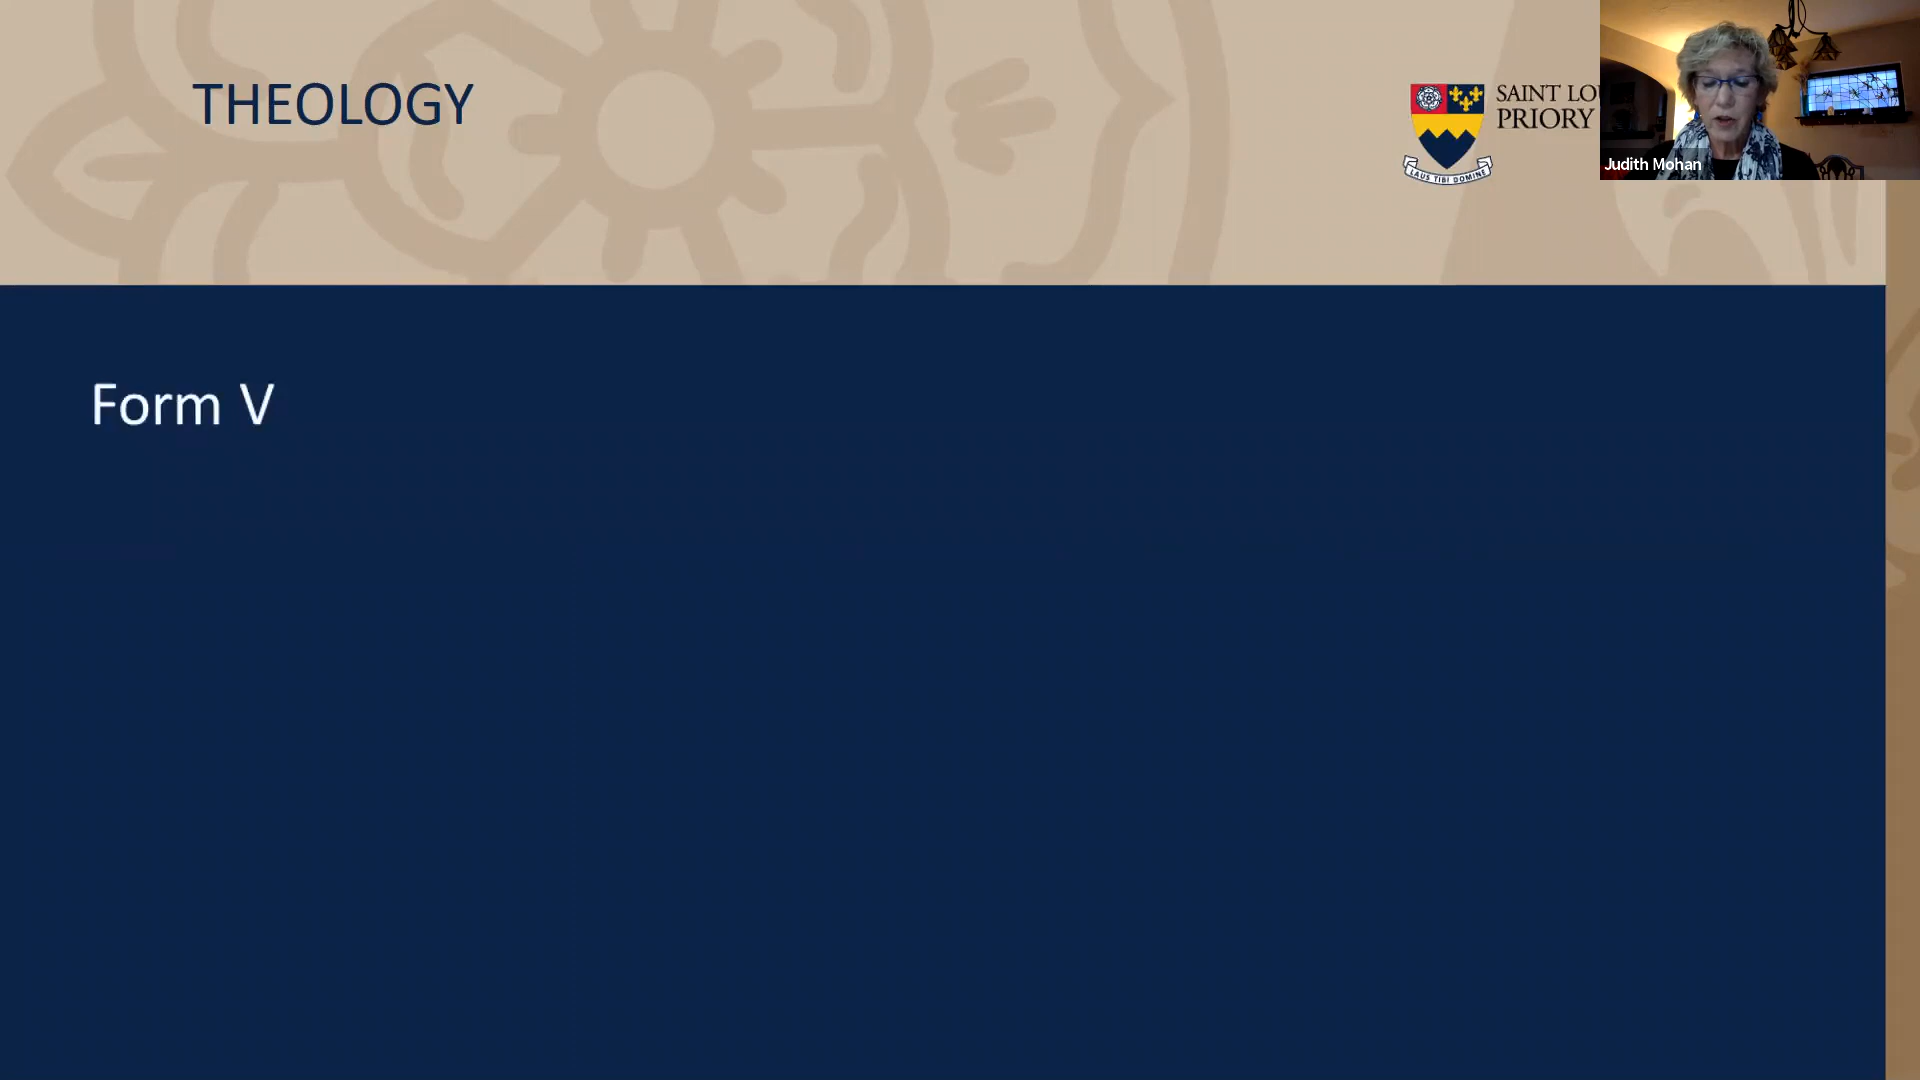 THEOLOGY
SAINT LO
PRIORY
LAUS TIBI DOMINE
Judith Mohan
Form V